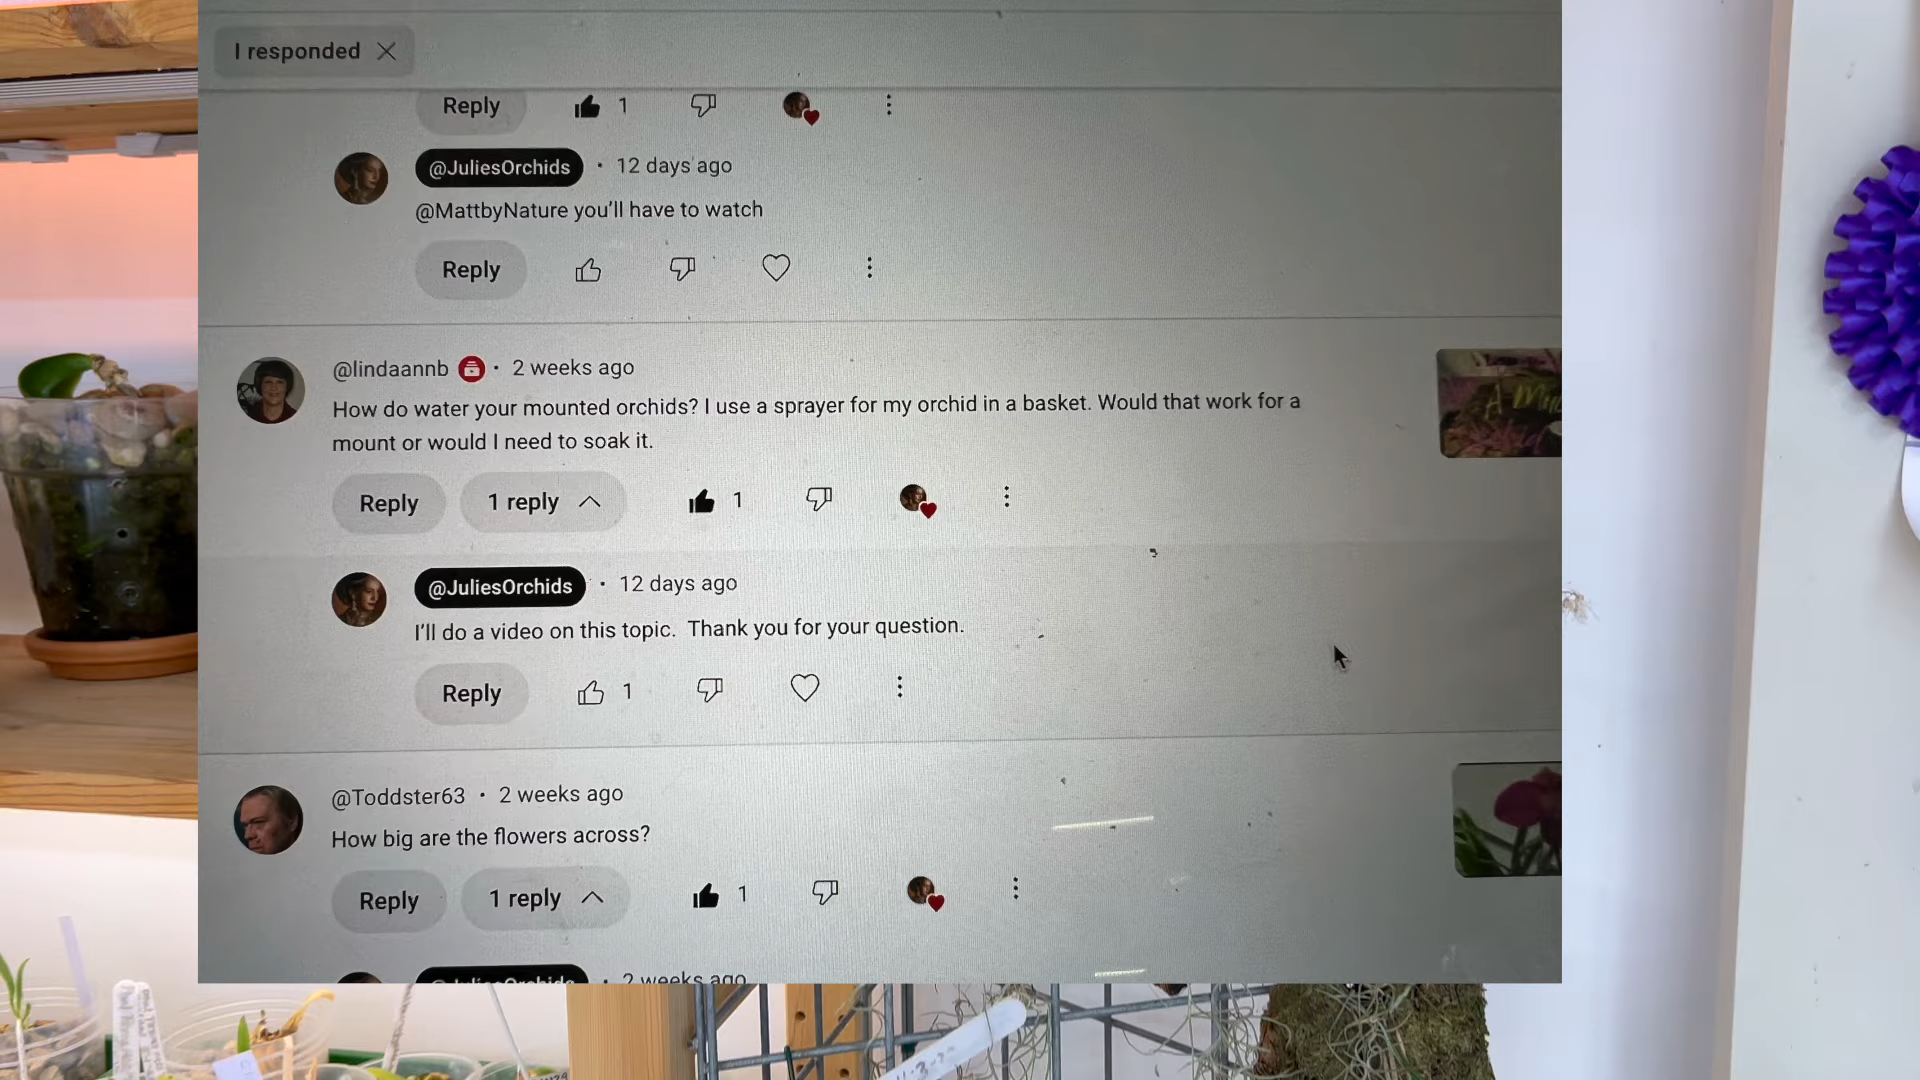 I responded
Reply 1
@JuliesOrchids · 12 days ago
@MattbyNature you'll have to watch
Reply
@lindaannb · 2 weeks ago
How do water your mounted orchids? I use a sprayer for my orchid in a basket. Would that work for a
mount or would I need to soak it.
Reply 1 reply 1
@JuliesOrchids · 12 days ago
I'll do a video on this topic. Thank you for your question.
Reply 1
@Toddster63 · 2 weeks ago
How big are the flowers across?
Reply 1 reply 1
@JuliesOrchids · 2 weeks ago